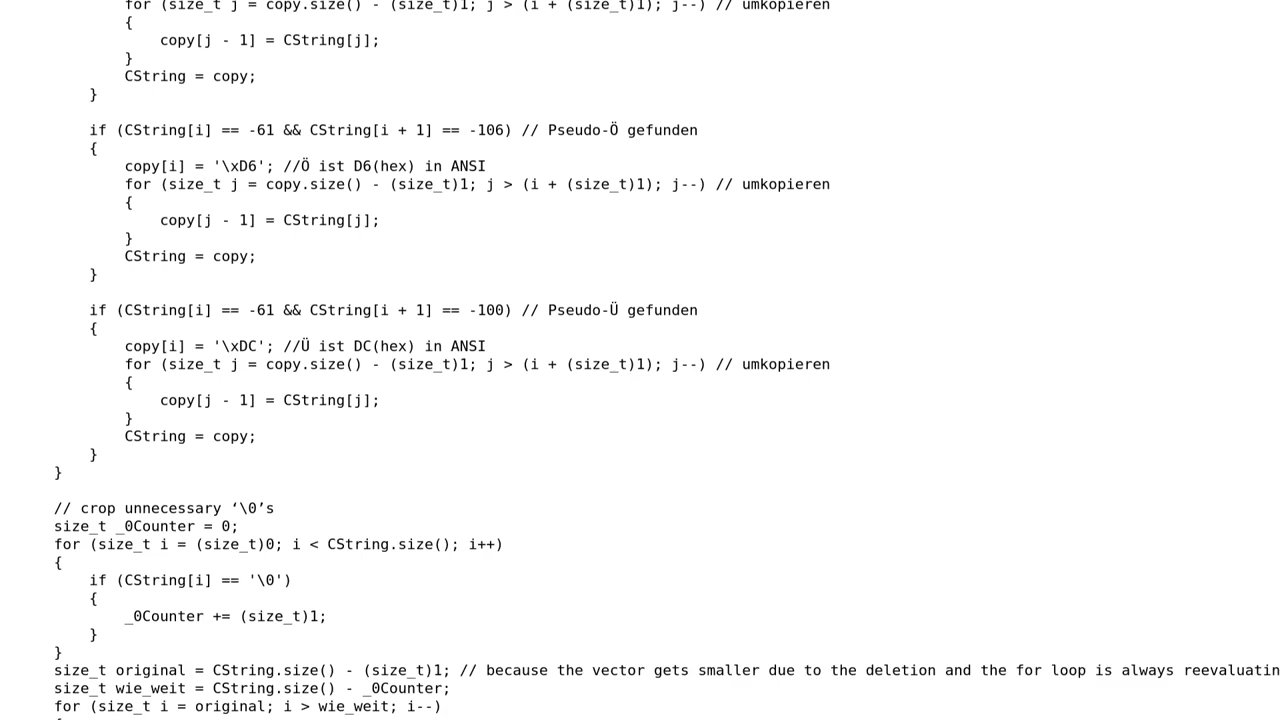 for (size_t j = copy.size() - (size_t)1; j > (i + (size_t)1); j--) // umkopieren
{
copy[j - 1] = CString[j];
}
CString = copy;
}
if (CString[i] == -61 && CString[i + 1] == -106) // Pseudo-Ö gefunden
{
copy[i] = '\xD6'; //Ö ist D6(hex) in ANSI
for (size_t j = copy.size() - (size_t)1; j > (i + (size_t)1); j--) // umkopieren
{
copy[j - 1] = CString[j];
}
CString = copy;
}
if (CString[i] == -61 && CString[i + 1] == -100) // Pseudo-Ü gefunden
{
copy[i] = '\xDC'; //Ü ist DC(hex) in ANSI
for (size_t j = copy.size() - (size_t)1; j > (i + (size_t)1); j--) // umkopieren
{
copy[j - 1] = CString[j];
}
CString = copy;
}
}
// crop unnecessary ‘\0’s
size_t _0Counter = 0;
for (size_t i = (size_t)0; i < CString.size(); i++)
{
if (CString[i] == '\0')
{
_0Counter += (size_t)1;
}
}
size_t original = CString.size() - (size_t)1; // because the vector gets smaller due to the deletion and the for loop is always reevaluatin
size_t wie_weit = CString.size() - _0Counter;
for (size_t i = original; i > wie_weit; i--)
{